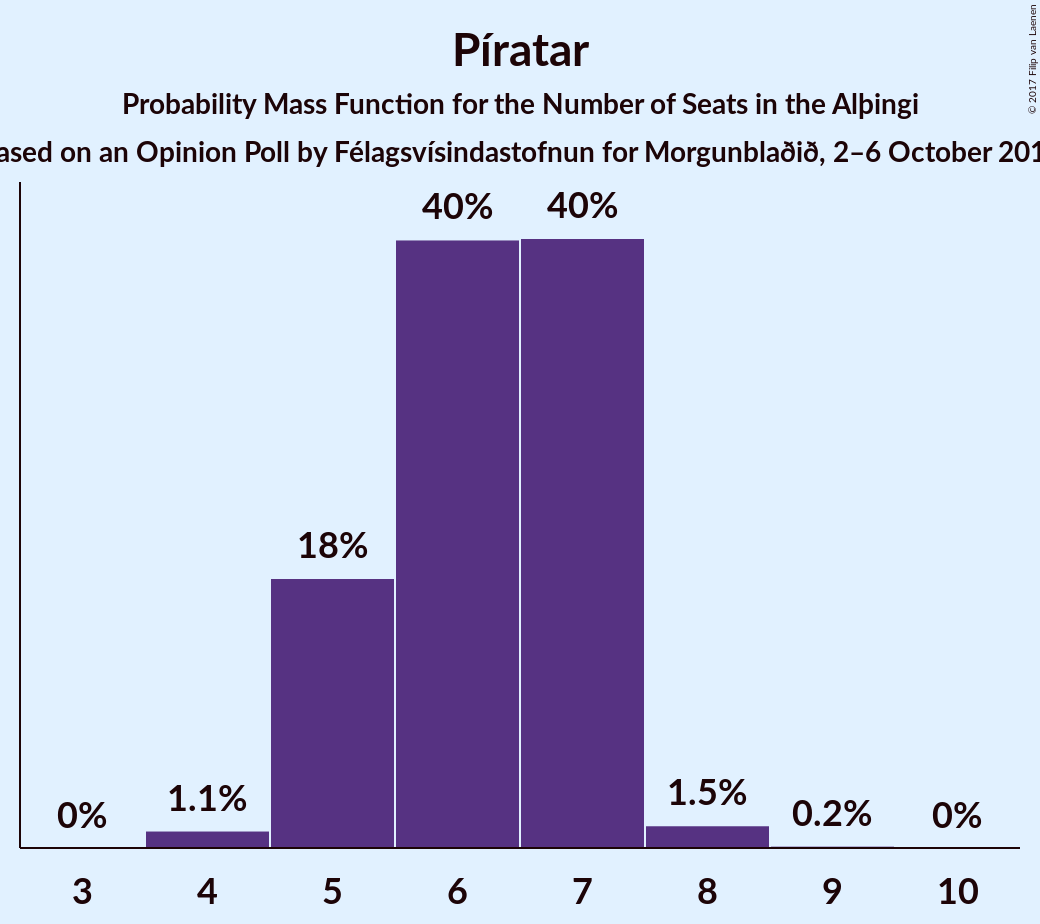 Píratar
Probability Mass Function for the Number of Seats in the Alþingi
ased on an Opinion Poll by Félagsvísindastofnun for Morgunblaðið, 2–6 October 201
© 2017 Filip van Laenen
40% 40%
18%
1.1% 1.5%
0% 0.2% 0%
3 4 5 6 7 8 9 10